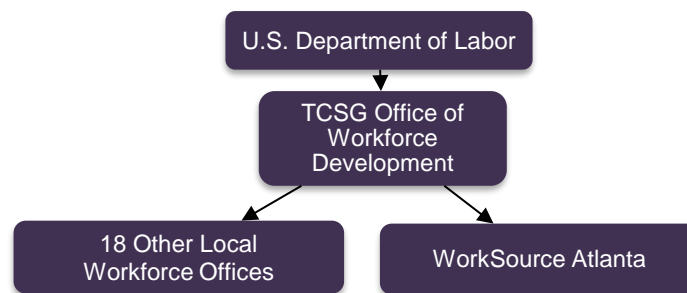 U.S. Department of Labor
TCSG Office of
Workforce
Development
18 Other Local
Workforce Offices
WorkSource Atlanta